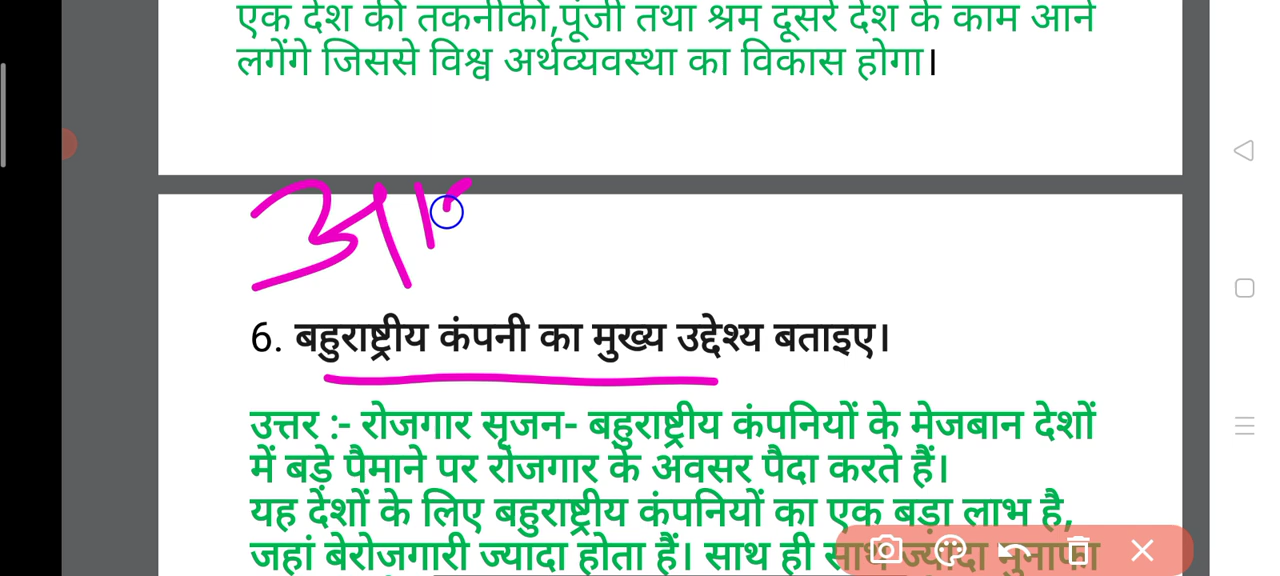 एक देश की तकनीकी,पूंजी तथा श्रम दूसरे देश के काम आने
लगेंगे जिससे विश्व अर्थव्यवस्था का विकास होगा।
6. बहुराष्ट्रीय कंपनी का मुख्य उद्देश्य बताइए।
उत्तर :- रोजगार सृजन- बहुराष्ट्रीय कंपनियों के मेजबान देशों
में बड़े पैमाने पर रोजगार के अवसर पैदा करते हैं।
यह देशों के लिए बहुराष्ट्रीय कंपनियों का एक बड़ा लाभ है,
जहां बेरोजगारी ज्यादा होता हैं। साथ ही साथ ज्यादा मुनाफा